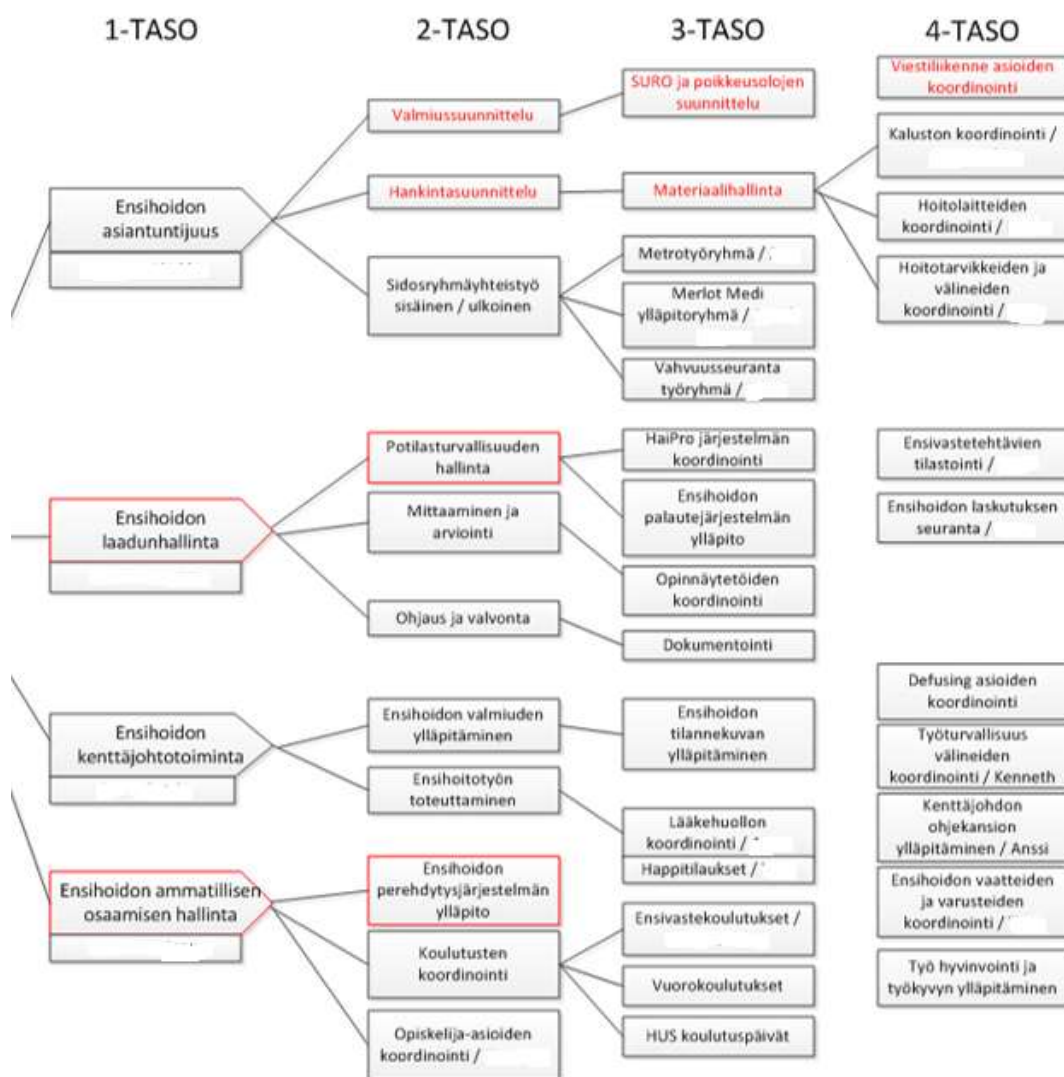 1-TASO
2-TASO
3-TASO
4-TASO
Ensihoidon
asiantuntijuus
Valmiussuunnittelu
Hankintasuunnittelu
Sidosryhmäyhteistyö
sisäinen / ulkoinen
SURO ja poikkeusolojen
suunnittelu
Materiaalihallinta
Metrotyöryhmä /
Merlot Medi
ylläpitoryhmä /
Vahvuusseuranta
työryhmä /
Viestiliikenne asioiden
koordinointi
Kaluston koordinointi /
Hoitolaitteiden
koordinointi /
Hoitotarvikkeiden ja
välineiden
koordinointi /
Ensihoidon
laadunhallinta
Potilasturvallisuuden
hallinta
Mittaaminen ja
arviointi
Ohjaus ja valvonta
HaiPro järjestelmän
koordinointi
Ensihoidon
palautejärjestelmän
ylläpito
Opinnäytetöiden
koordinointi
Dokumentointi
Ensivastetehtävien
tilastointi /
Ensihoidon laskutuksen
seuranta /
Ensihoidon
kenttäjohtotoiminta
Ensihoidon valmiuden
ylläpitäminen
Ensihoitotyön
toteuttaminen
Ensihoidon
tilannekuvan
ylläpitäminen
Lääkehuollon
koordinointi /
Happitilaukset /
Defusing asioiden
koordinointi
Työturvallisuus
välineiden
koordinointi / Kenneth
Kenttäjohdon
ohjekansion
ylläpitäminen / Anssi
Ensihoidon vaatteiden
ja varusteiden
koordinointi /
Työ hyvinvointi ja
työkyvyn ylläpitäminen
Ensihoidon ammatillisen
osaamisen hallinta
Ensihoidon
perehdytysjärjestelmän
ylläpito
Koulutusten
koordinointi
Opiskelija-asioiden
koordinointi /
Ensivastekoulutukset /
Vuorokoulutukset
HUS koulutuspäivät